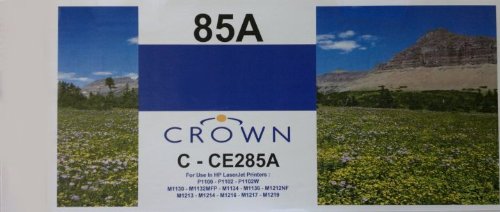 85A
CROWN
C - CE285A
For Use In HP LaserJet Printers :
P1100 - P1102 - P1102W
M1130 - M1132MFP - M1134 - M1136 - M1212NF
M1213 - M1214 - M1216 - M1217 - M1219